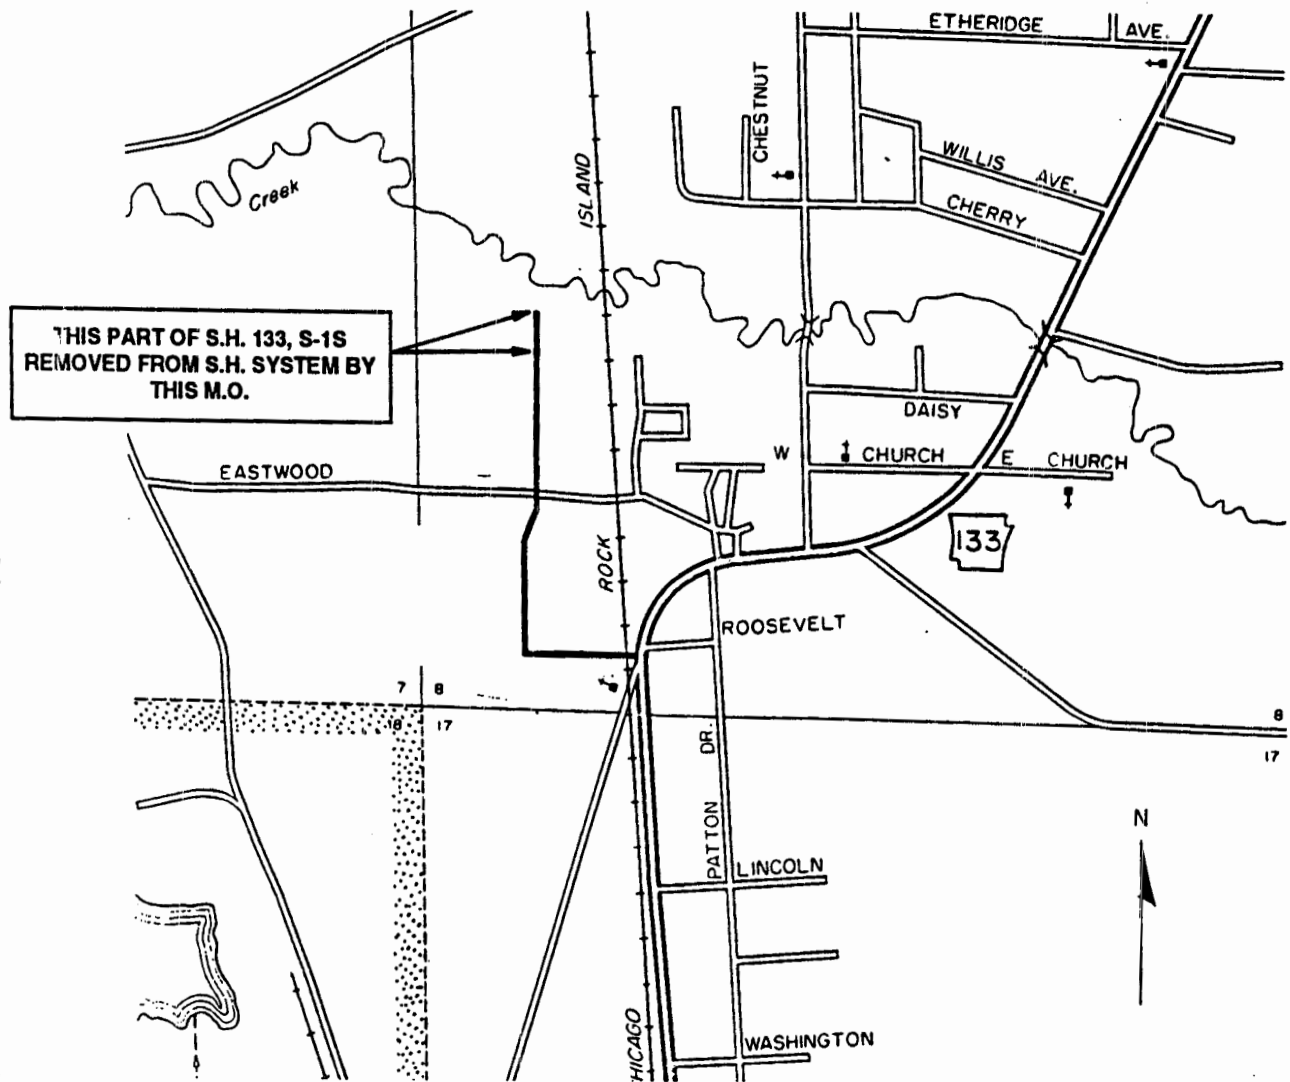 ETHERIDGE AVE.
CHESTNUT
WILLIS AVE.
CHERRY
Creek
ISLAND
THIS PART OF S.H. 133, S-1S
REMOVED FROM S.H. SYSTEM BY
THIS M.O.
DAISY
W CHURCH E CHURCH
EASTWOOD
133
ROCK
ROOSEVELT
7 8
18 17
8
17
DR.
PATTON
LINCOLN
N
HICAGO
WASHINGTON